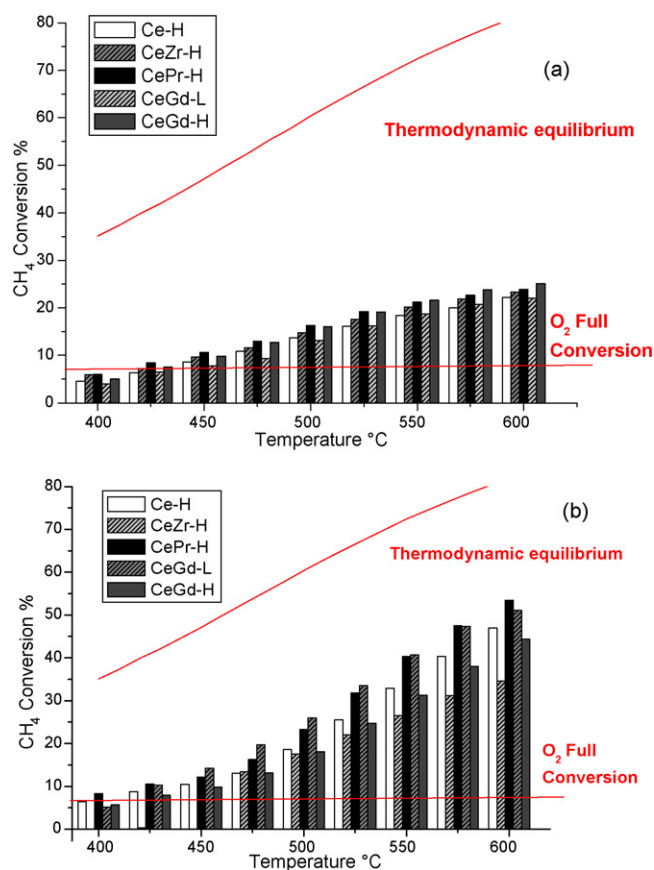 80
70
60
50
40
30
20
10
0
CH₄ Conversion %
Ce-H
CeZr-H
CePr-H
CeGd-L
CeGd-H
(a)
Thermodynamic equilibrium
O₂ Full
Conversion
400
450
500
550
600
Temperature °C
80
70
60
50
40
30
20
10
0
CH₄ Conversion %
Ce-H
CeZr-H
CePr-H
CeGd-L
CeGd-H
(b)
Thermodynamic equilibrium
O₂ Full
Conversion
400
450
500
550
600
Temperature °C